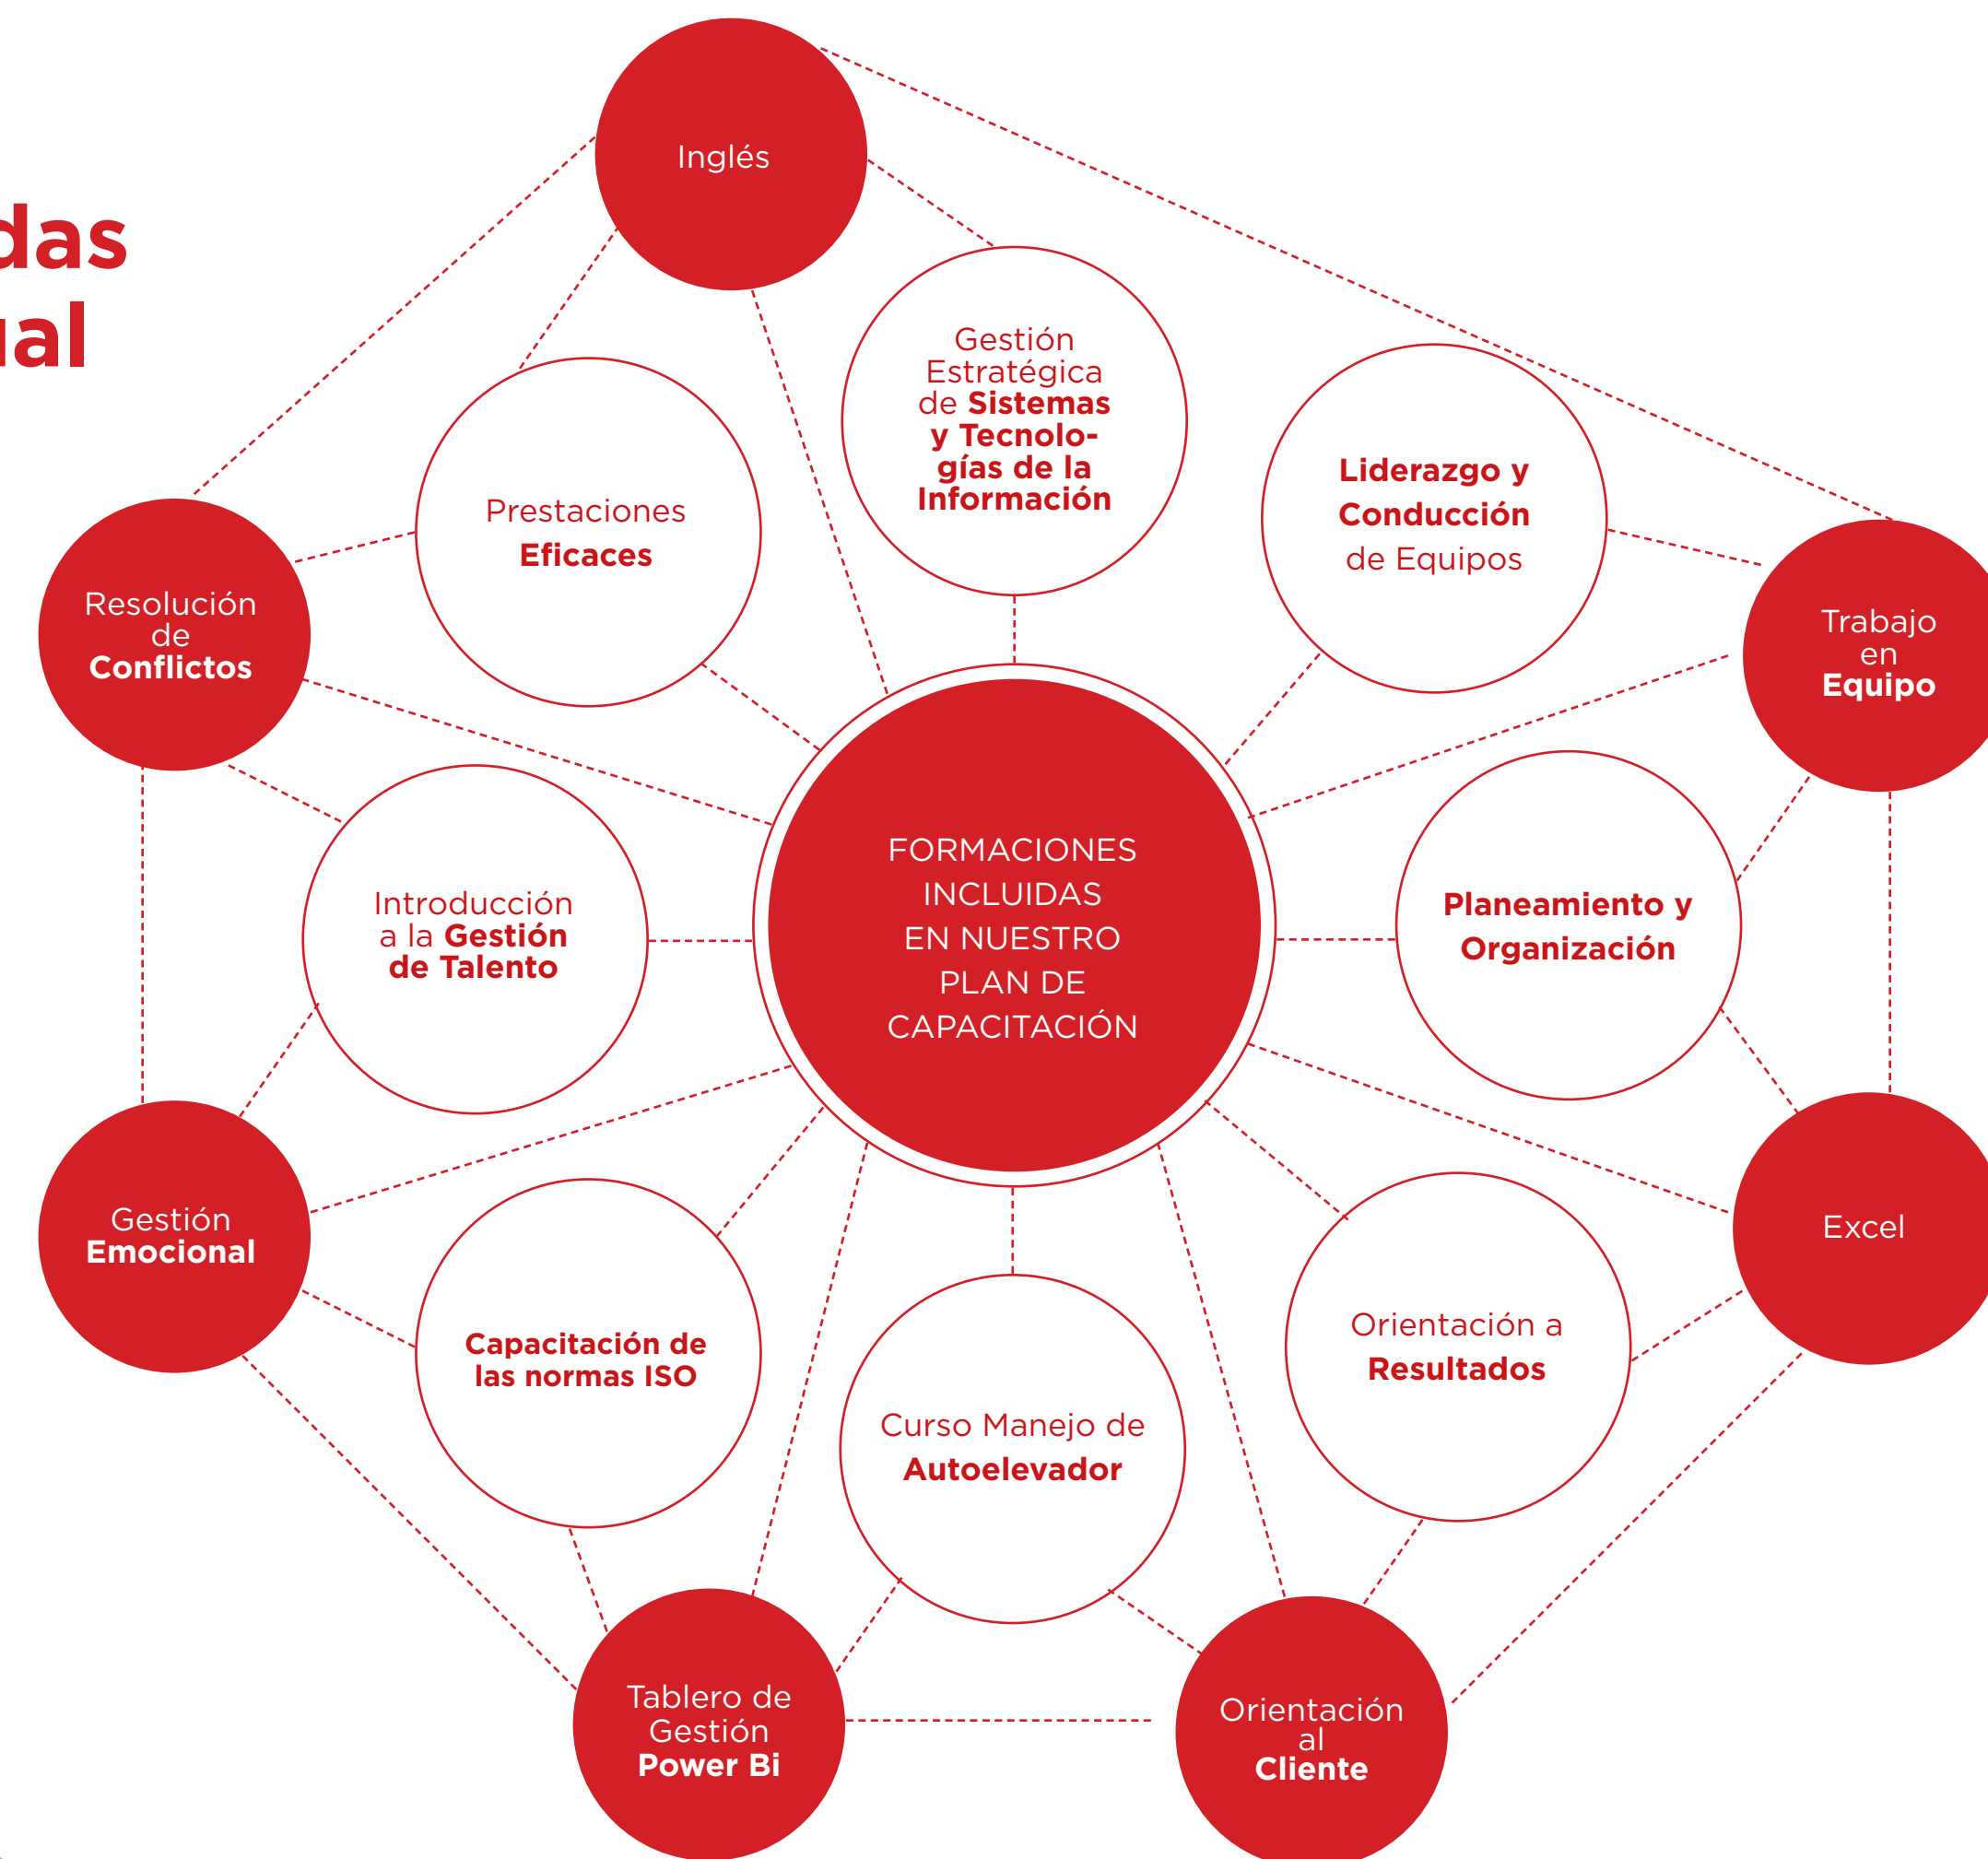 das
ual
Inglés
Gestión
Estratégica
de Sistemas
y Tecnolo-
gías de la
Información
Liderazgo y
Conducción
de Equipos
Prestaciones
Eficaces
Resolución
de
Conflictos
Trabajo
en
Equipo
FORMACIONES
INCLUIDAS
EN NUESTRO
PLAN DE
CAPACITACIÓN
Introducción
a la Gestión
de Talento
Planeamiento y
Organización
Gestión
Emocional
Excel
Capacitación de
las normas ISO
Orientación a
Resultados
Curso Manejo de
Autoelevador
Tablero de
Gestión
Power Bi
Orientación
al
Cliente